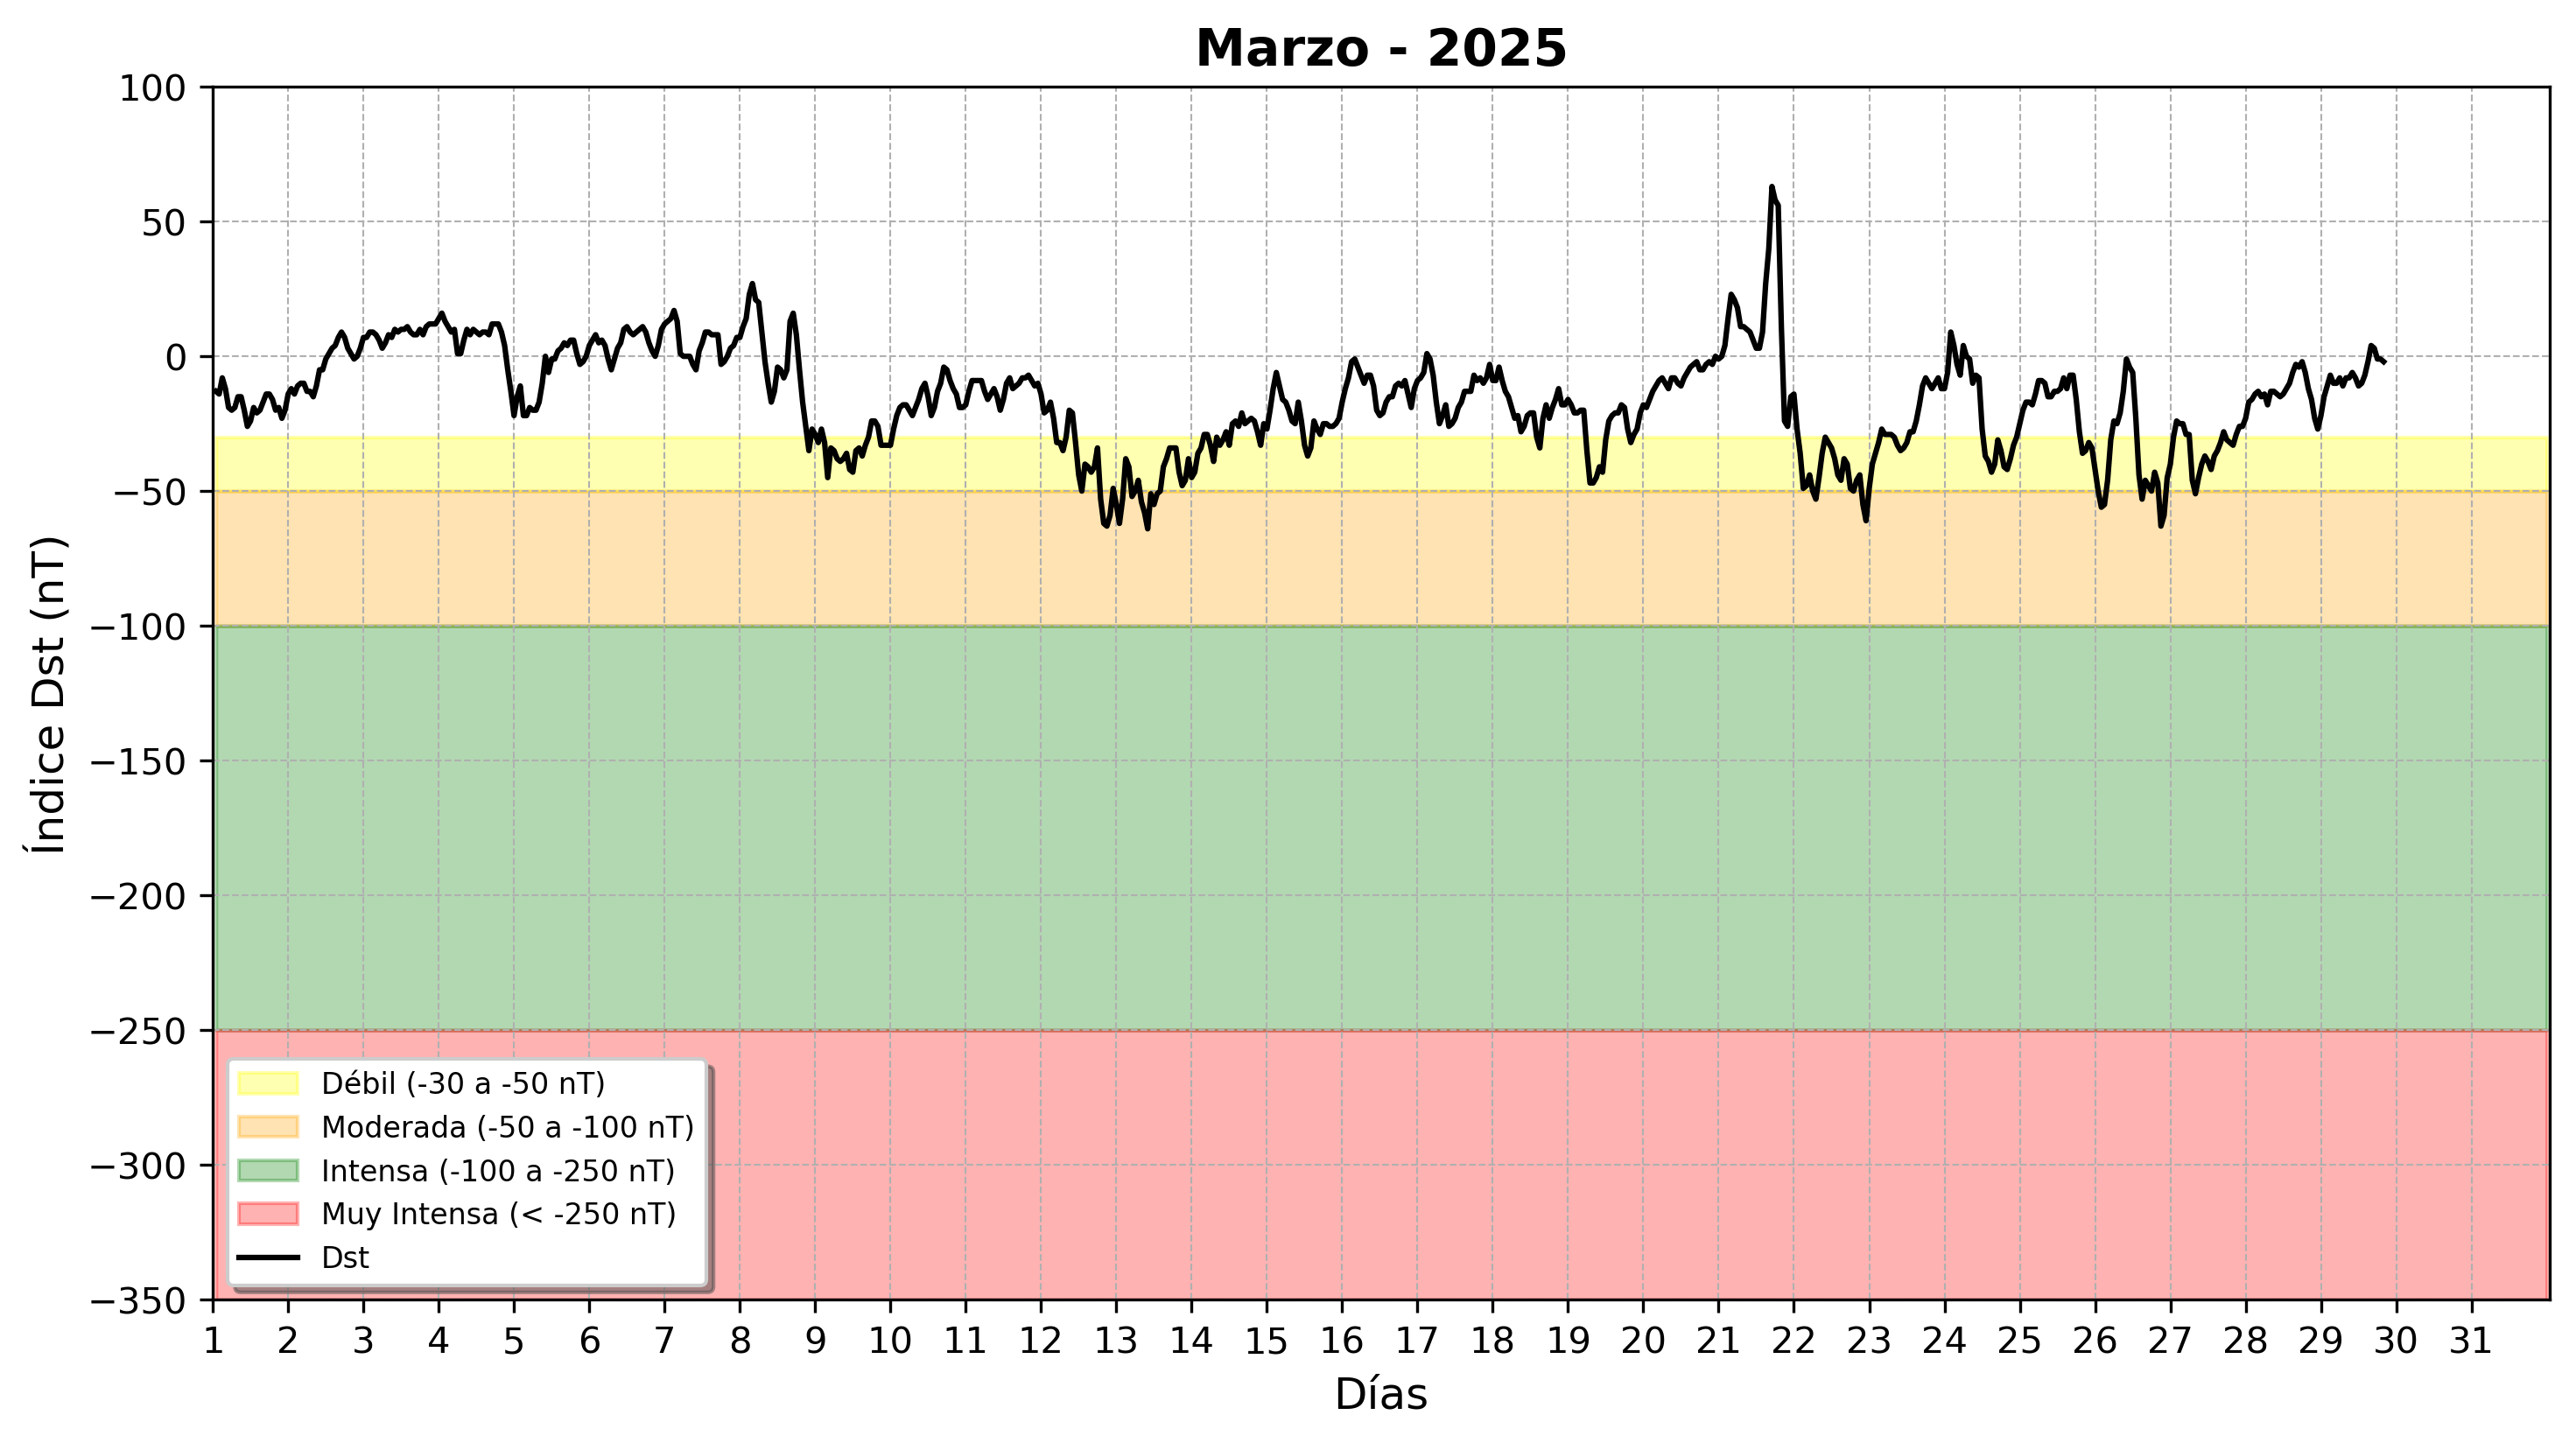 Marzo - 2025
Índice Dst (nT)
100
50
0
−50
−100
−150
−200
−250
−300
−350
Débil (-30 a -50 nT)
Moderada (-50 a -100 nT)
Intensa (-100 a -250 nT)
Muy Intensa (< -250 nT)
Dst
1 2 3 4 5 6 7 8 9 10 11 12 13 14 15 16 17 18 19 20 21 22 23 24 25 26 27 28 29 30 31
Días